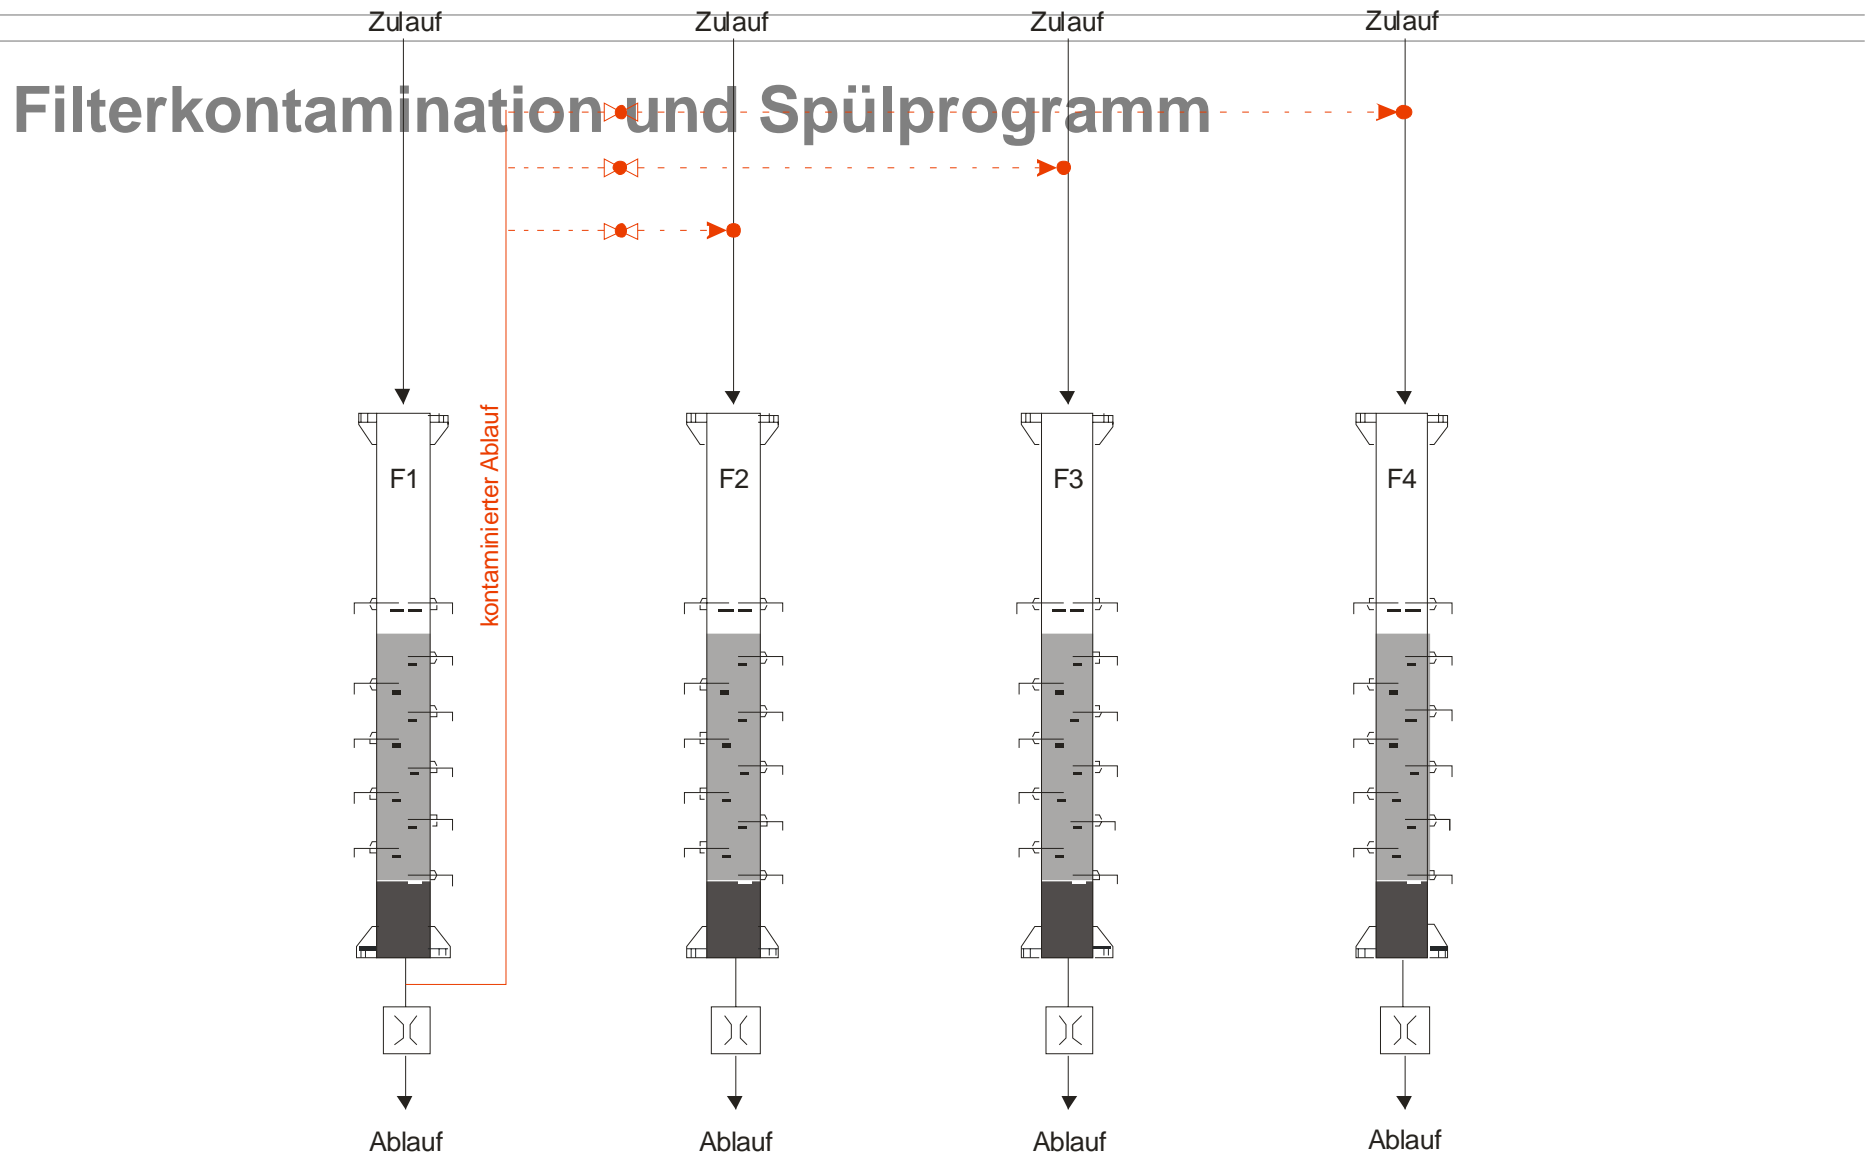 Zulauf Zulauf Zulauf Zulauf
Filterkontamination und Spülprogramm
kontaminierter Ablauf
F1 F2 F3 F4
Ablauf Ablauf Ablauf Ablauf